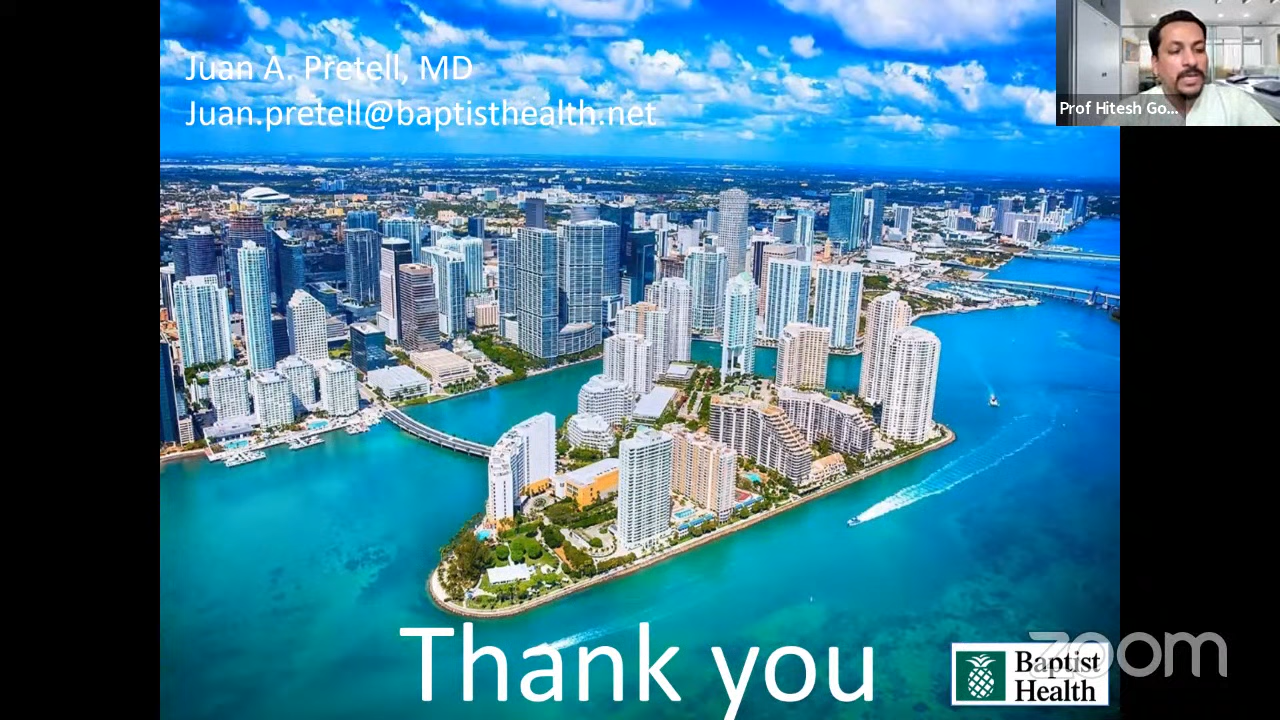 Juan A. Pretell, MD
Juan.pretell@baptisthealth.net
Prof Hitesh Go...
Thank you
zoom
Baptist
Health